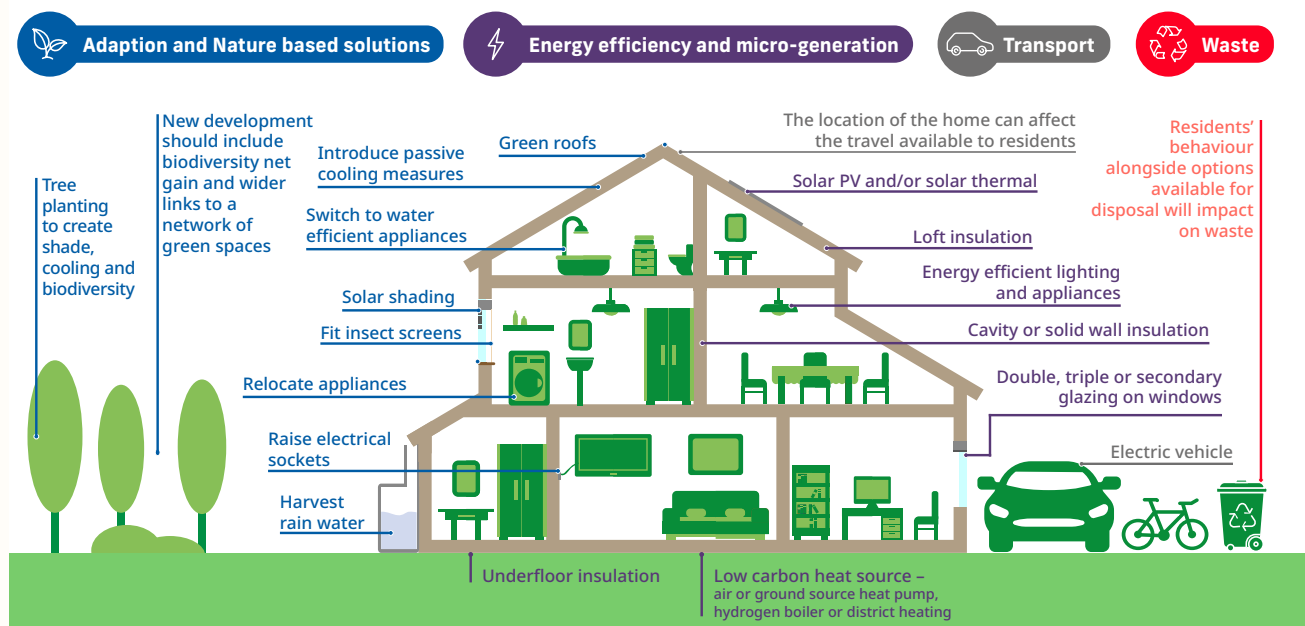 Adaption and Nature based solutions
Energy efficiency and micro-generation
Transport
Waste
Tree
planting
to create
shade,
cooling and
biodiversity
New development
should include
biodiversity net
gain and wider
links to a
network of
green spaces
Introduce passive
cooling measures
Green roofs
Switch to water
efficient appliances
Solar shading
Fit insect screens
Relocate appliances
Raise electrical
sockets
Harvest
rain water
The location of the home can affect
the travel available to residents
Solar PV and/or solar thermal
Loft insulation
Energy efficient lighting
and appliances
Cavity or solid wall insulation
Double, triple or secondary
glazing on windows
Electric vehicle
Residents’
behaviour
alongside options
available for
disposal will impact
on waste
Underfloor insulation
Low carbon heat source –
air or ground source heat pump,
hydrogen boiler or district heating